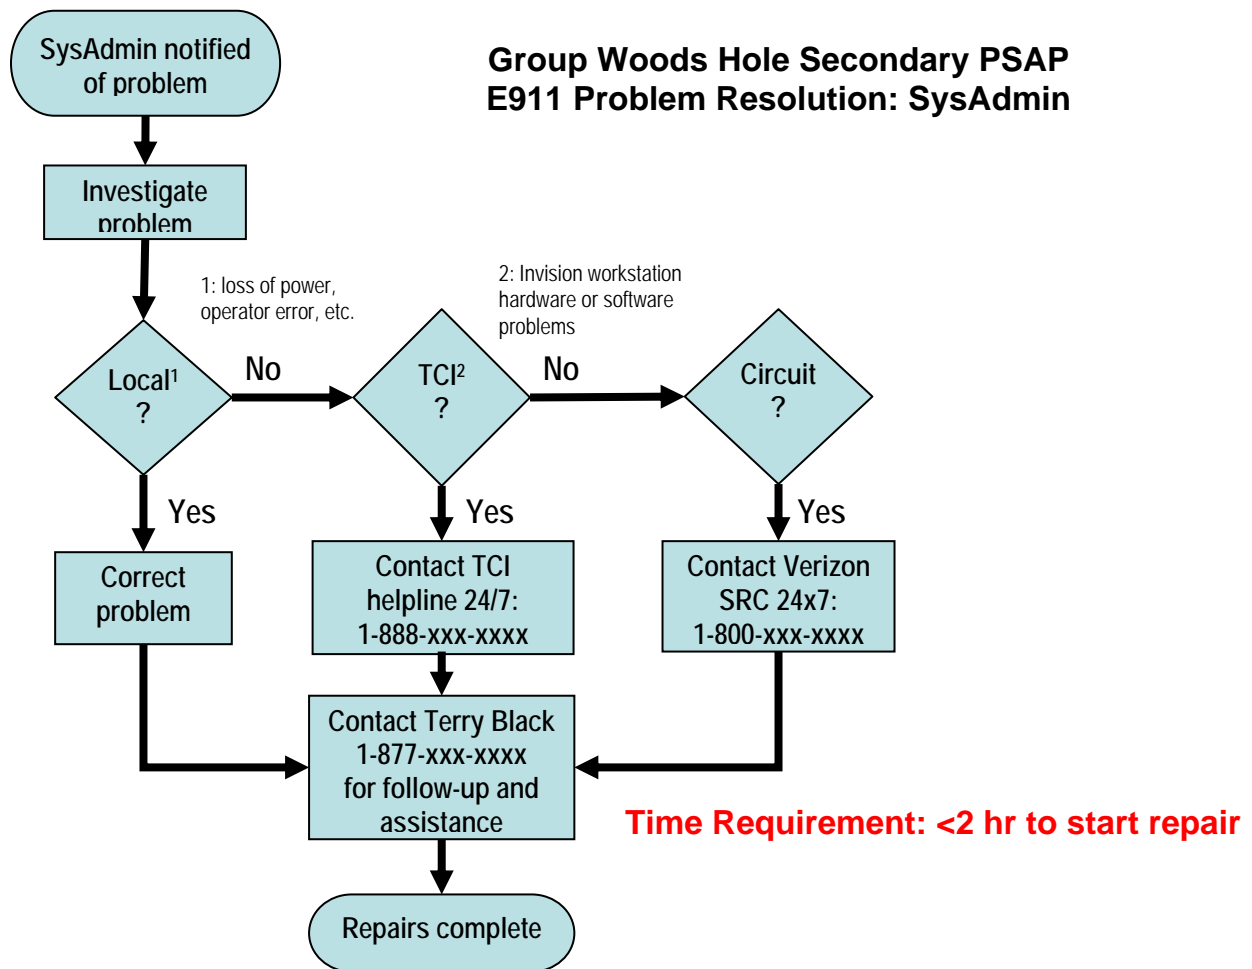 SysAdmin notified
of problem
Group Woods Hole Secondary PSAP
E911 Problem Resolution: SysAdmin
Investigate
problem
1: loss of power,
operator error, etc.
2: Invision workstation
hardware or software
problems
Local¹
?
No
TCI²
?
No
Circuit
?
Yes
Yes
Yes
Correct
problem
Contact TCI
helpline 24/7:
1-888-xxx-xxxx
Contact Verizon
SRC 24x7:
1-800-xxx-xxxx
Contact Terry Black
1-877-xxx-xxxx
for follow-up and
assistance
Time Requirement: <2 hr to start repair
Repairs complete